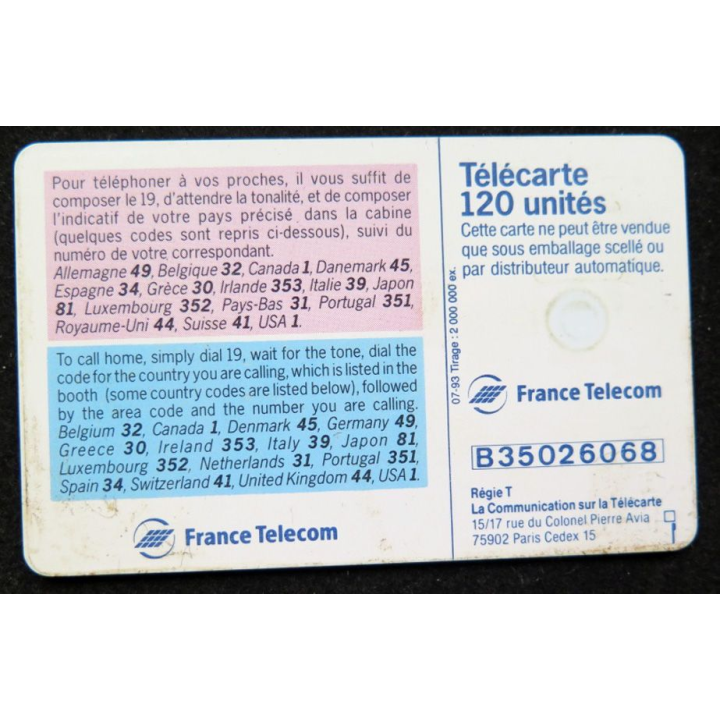 Pour téléphoner à vos proches, il vous suffit de
composer le 19, d'attendre la tonalité, et de composer
l'indicatif de votre pays précisé dans la cabine
(quelques codes sont repris ci-dessous), suivi du
numéro de votre correspondant.
Allemagne 49, Belgique 32, Canada 1, Danemark 45,
Espagne 34, Grèce 30, Irlande 353, Italie 39, Japon
81, Luxembourg 352, Pays-Bas 31, Portugal 351,
Royaume-Uni 44, Suisse 41, USA 1.
To call home, simply dial 19, wait for the tone, dial the
code for the country you are calling, which is listed in the
booth (some country codes are listed below), followed
by the area code and the number you are calling.
Belgium 32, Canada 1, Denmark 45, Germany 49,
Greece 30, Ireland 353, Italy 39, Japan 81,
Luxembourg 352, Netherlands 31, Portugal 351,
Spain 34, Switzerland 41, United Kingdom 44, USA 1.
France Telecom
Télécarte
120 unités
Cette carte ne peut être vendue
que sous emballage scellé ou
par distributeur automatique.
07-93 Tirage : 2 000 000 ex.
France Telecom
B35026068
Régie T
La Communication sur la Télécarte
15/17 rue du Colonel Pierre Avia
75902 Paris Cedex 15